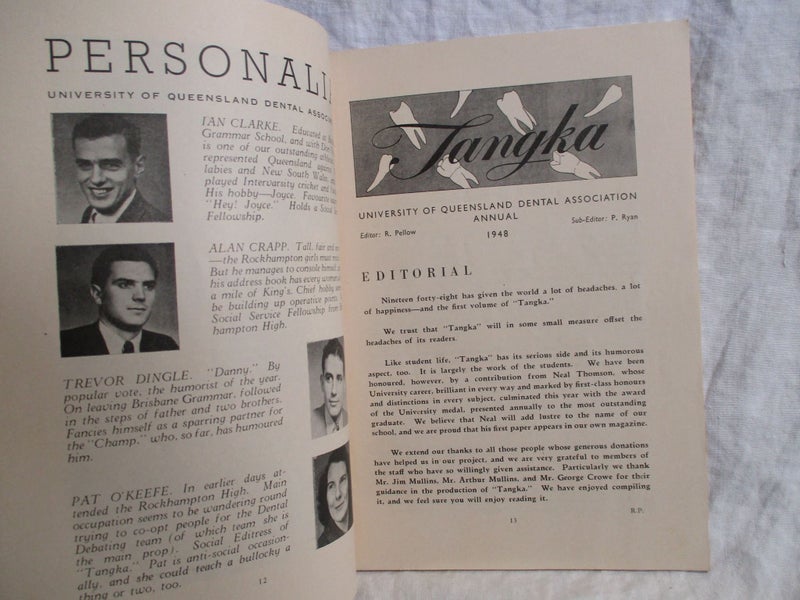 PERSONALI
UNIVERSITY OF QUEENSLAND DENTAL ASSOCIA
IAN CLARKE. Educated at
Grammar School, and with
is one of our outstanding
represented Queensland
labies and New South Wales,
played Intervarsity cricket and
His hobby—Joyce. Favourite
"Hey! Joyce." Holds a
Fellowship.
ALAN CRAPP. Tall, fair and
—the Rockhampton girls must
But he manages to console himself
his address book has every woman
a mile of King's. Chief hobby
be building up operative points.
Social Service Fellowship from
hampton High.
TREVOR DINGLE. "Danny." By
popular vote, the humorist of the year.
On leaving Brisbane Grammar, followed
in the steps of father and two brothers.
Fancies himself as a sparring partner for
the "Champ," who, so far, has humoured
him.
PAT O'KEEFE. In earlier days at-
tended the Rockhampton High. Main
occupation seems to be wandering round
trying to co-opt people for the Dental
Debating team (of which team she is
the main prop). Social Editress of
"Tangka." Pat is anti-social occasion-
ally, and she could teach a bullocky a
thing or two, too.
12
Tangka
UNIVERSITY OF QUEENSLAND DENTAL ASSOCIATION
ANNUAL
Editor: R. Pellow 1948 Sub-Editor: P. Ryan
EDITORIAL
Nineteen forty-eight has given the world a lot of headaches, a lot
of happiness—and the first volume of "Tangka."
We trust that "Tangka" will in some small measure offset the
headaches of its readers.
Like student life, "Tangka" has its serious side and its humorous
aspect, too. It is largely the work of the students. We have been
honoured, however, by a contribution from Neal Thomson, whose
University career, brilliant in every way and marked by first-class honours
and distinctions in every subject, culminated this year with the award
of the University medal, presented annually to the most outstanding
graduate. We believe that Neal will add lustre to the name of our
school, and we are proud that his first paper appears in our own magazine.
We extend our thanks to all those people whose generous donations
have helped us in our project, and we are very grateful to members of
the staff who have so willingly given assistance. Particularly we thank
Mr. Jim Mullins, Mr. Arthur Mullins, and Mr. George Crowe for their
guidance in the production of "Tangka." We have enjoyed compiling
it, and we feel sure you will enjoy reading it.
R.P.
13